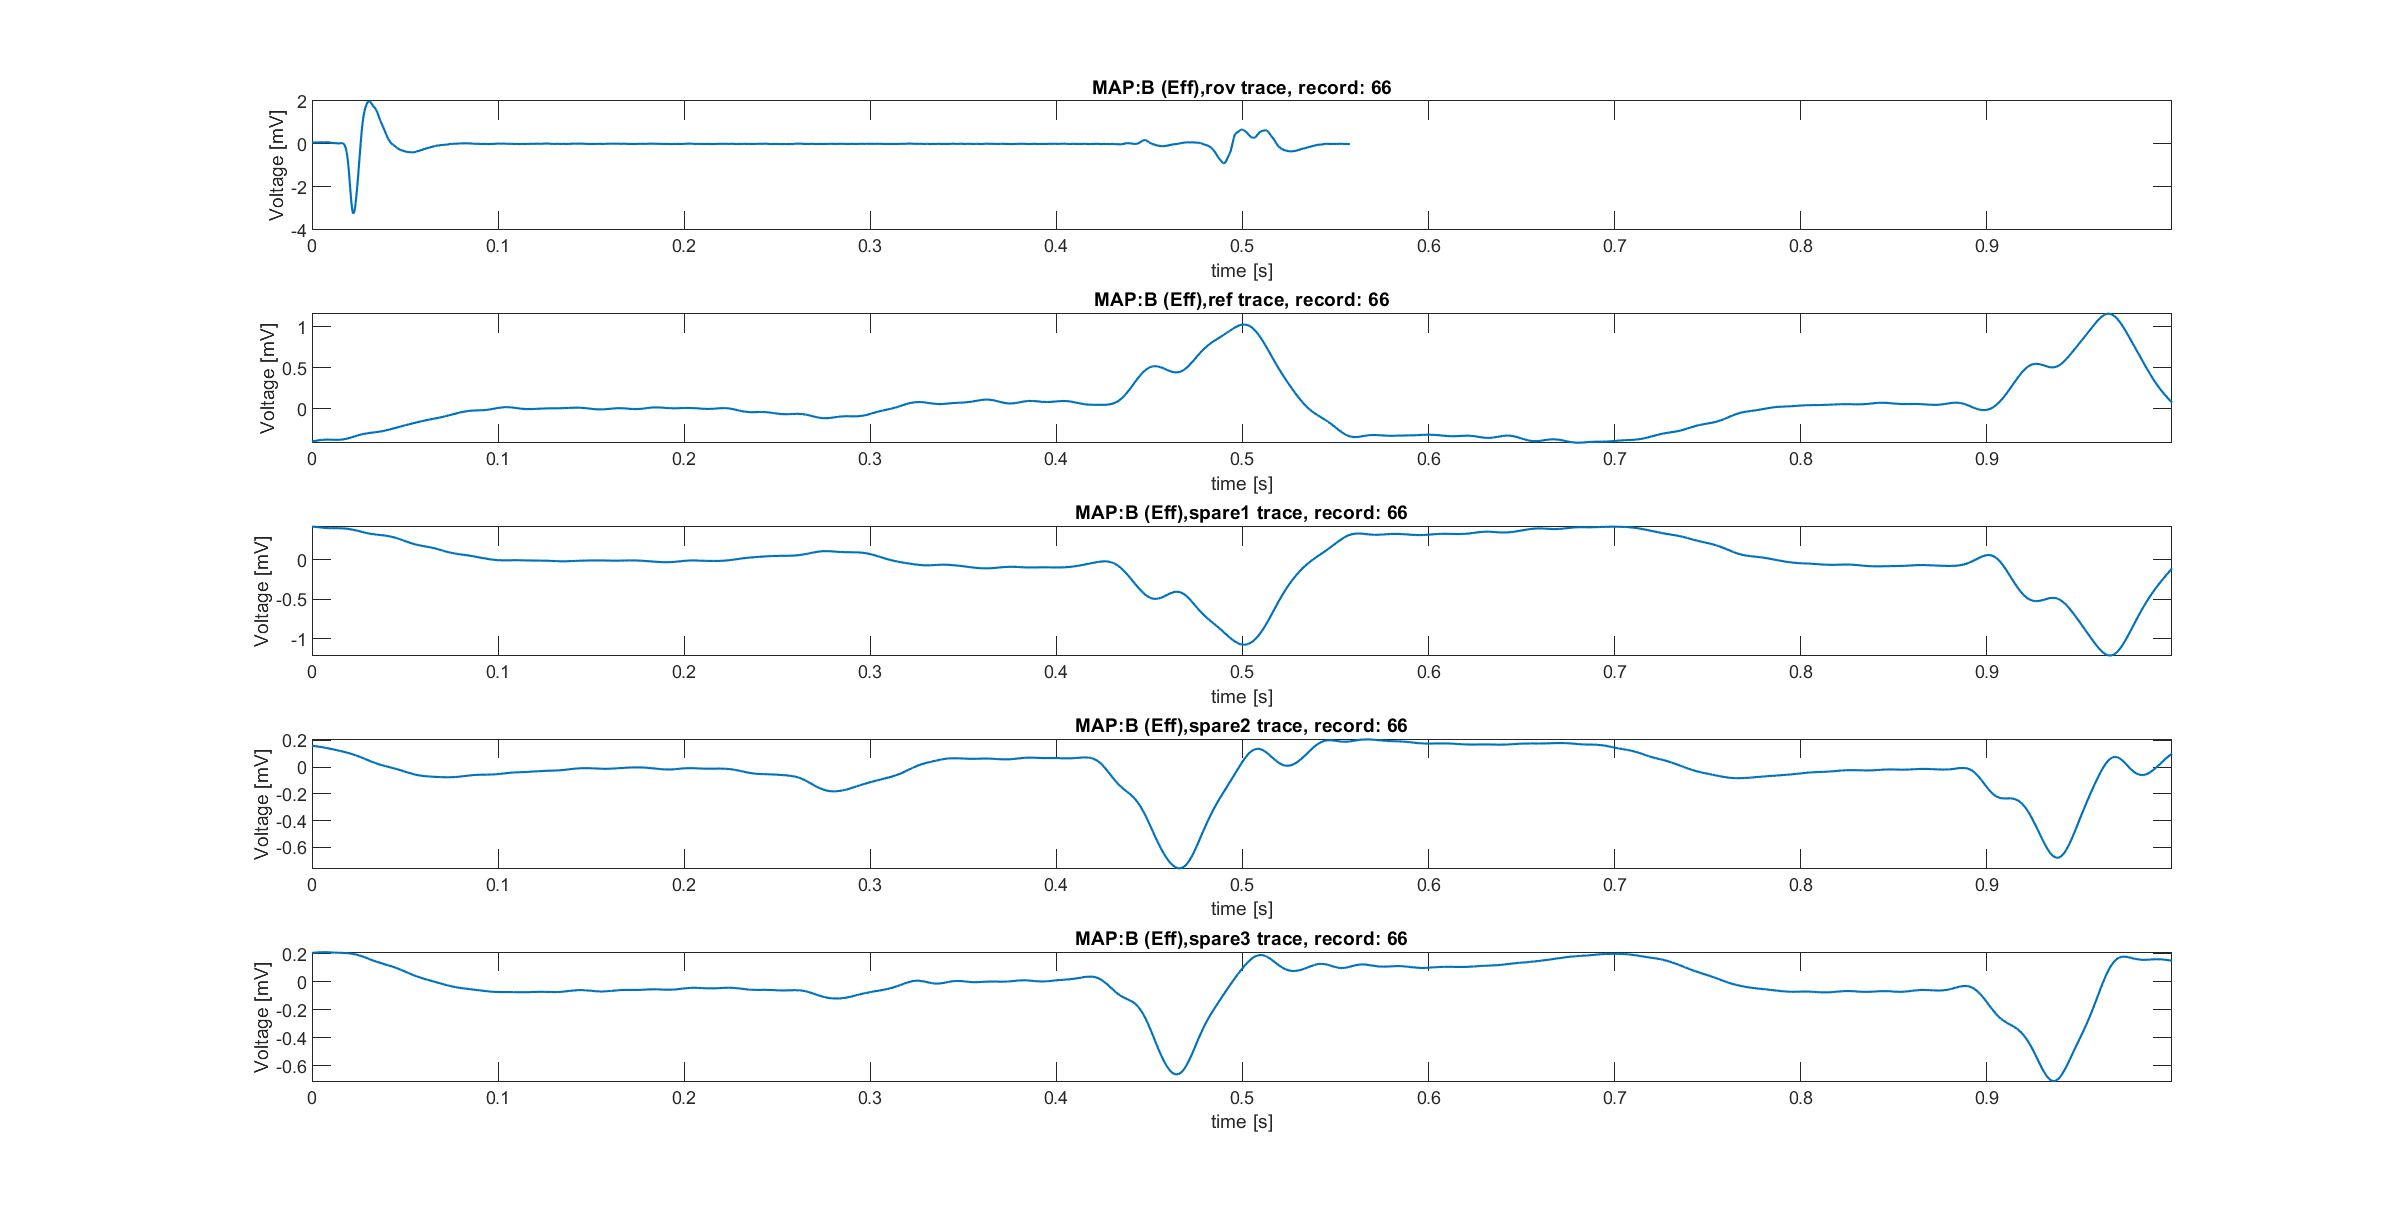 MAP:B (Eff),rov trace, record: 66
Voltage [mV]
2
0
-2
-4
0 0.1 0.2 0.3 0.4 0.5 0.6 0.7 0.8 0.9
time [s]
MAP:B (Eff),ref trace, record: 66
Voltage [mV]
1
0.5
0
0 0.1 0.2 0.3 0.4 0.5 0.6 0.7 0.8 0.9
time [s]
MAP:B (Eff),spare1 trace, record: 66
Voltage [mV]
0
-0.5
-1
0 0.1 0.2 0.3 0.4 0.5 0.6 0.7 0.8 0.9
time [s]
MAP:B (Eff),spare2 trace, record: 66
Voltage [mV]
0.2
0
-0.2
-0.4
-0.6
0 0.1 0.2 0.3 0.4 0.5 0.6 0.7 0.8 0.9
time [s]
MAP:B (Eff),spare3 trace, record: 66
Voltage [mV]
0.2
0
-0.2
-0.4
-0.6
0 0.1 0.2 0.3 0.4 0.5 0.6 0.7 0.8 0.9
time [s]